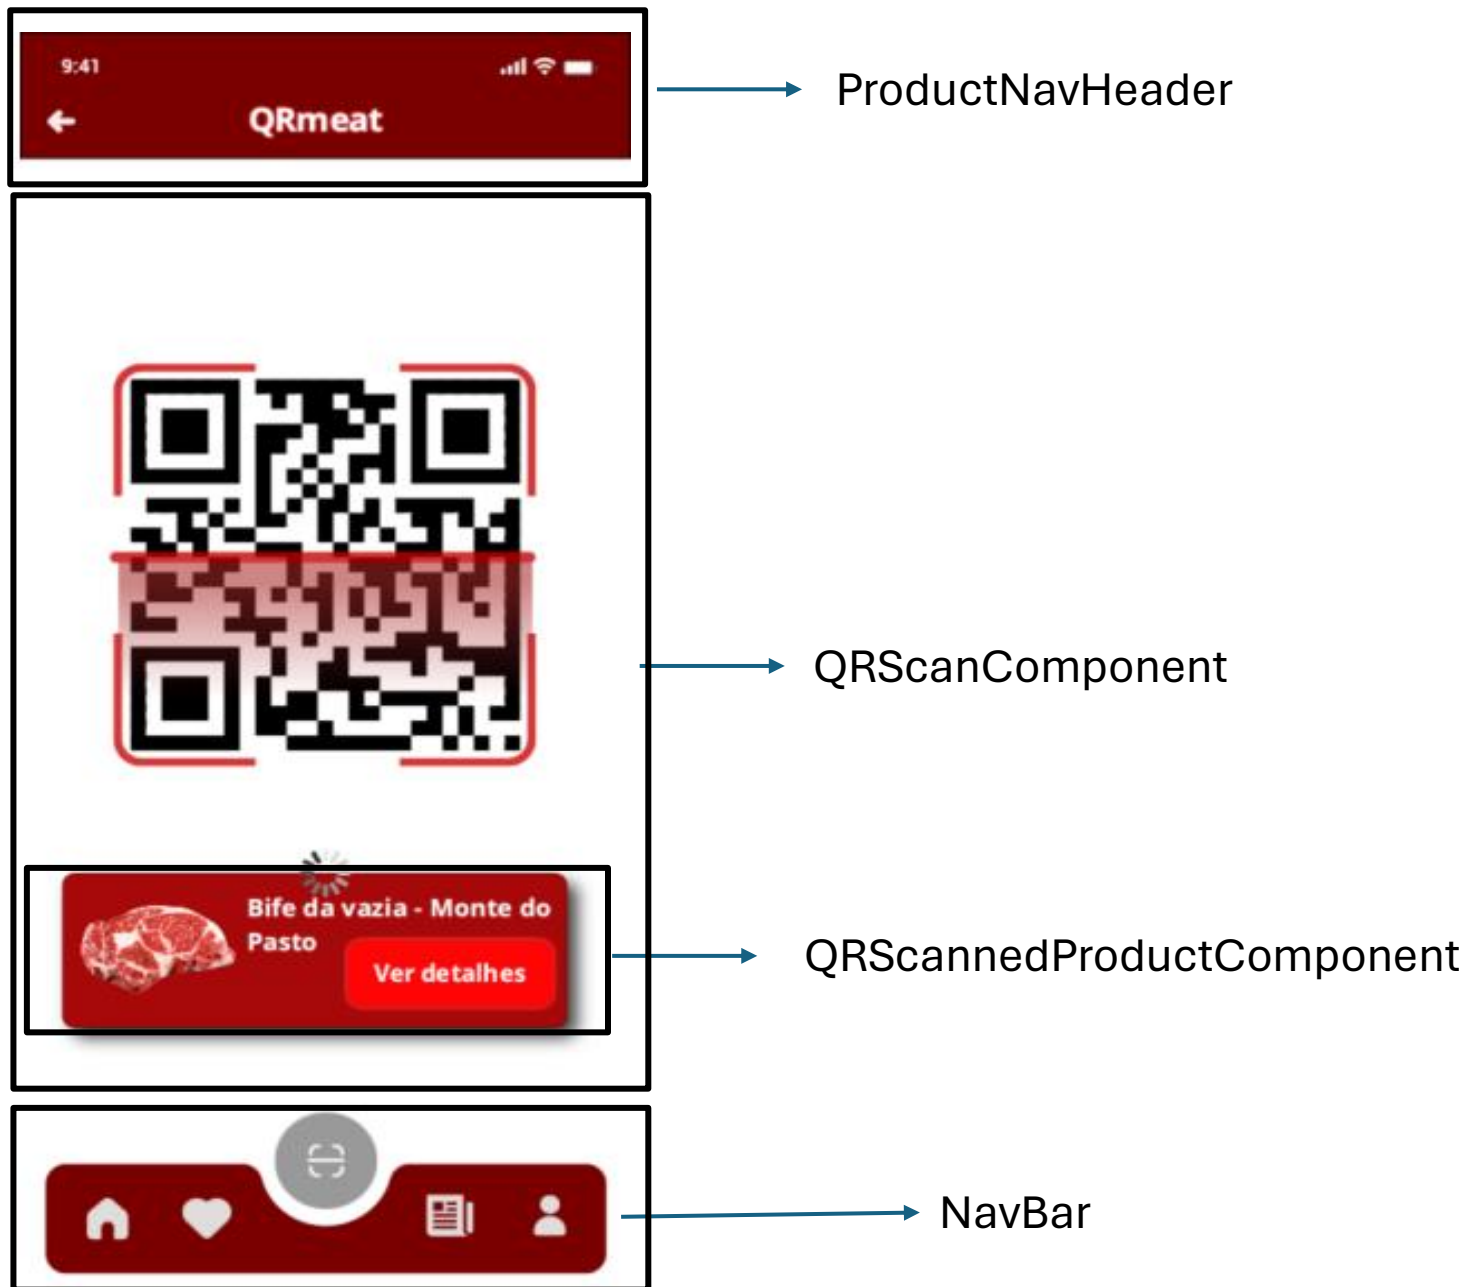 9:41
QRmeat
ProductNavHeader
QRScanComponent
Bife da vazia - Monte do
Pasto
Ver detalhes
QRScannedProductComponent
NavBar